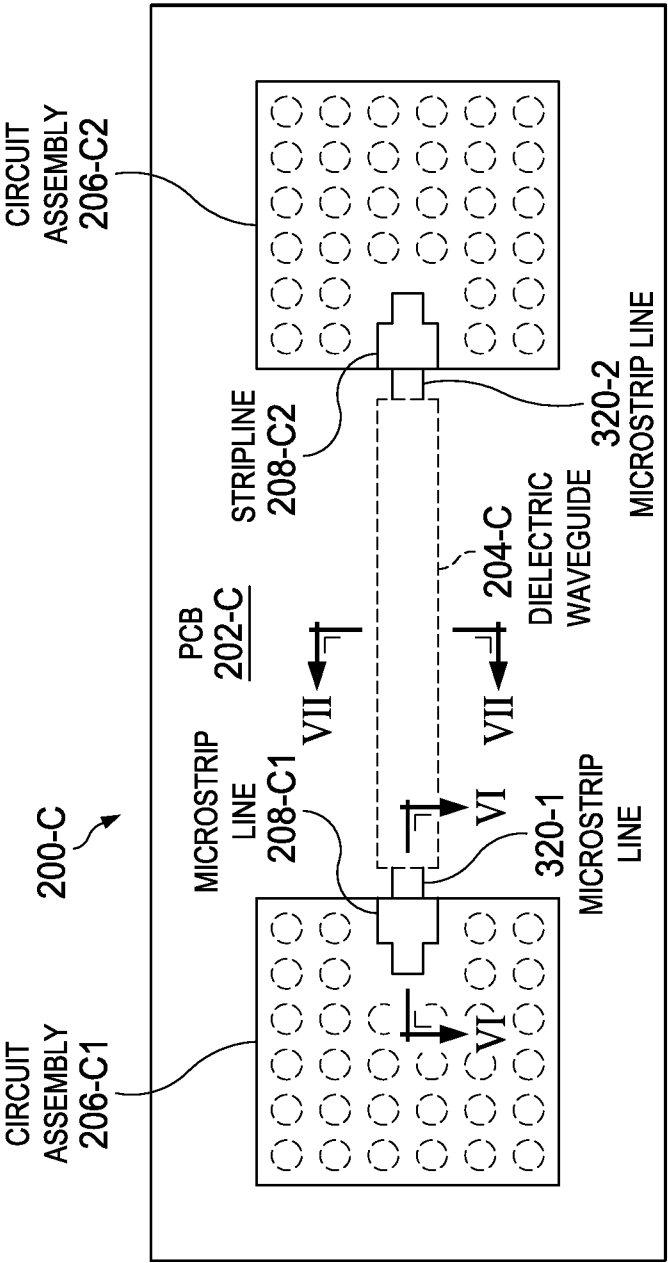 200-C
CIRCUIT
ASSEMBLY
206-C1
CIRCUIT
ASSEMBLY
206-C2
MICROSTRIP
LINE
208-C1
PCB
202-C
STRIPLINE
208-C2
VII
VII
VI
VI
320-1
MICROSTRIP
LINE
204-C
DIELECTRIC
WAVEGUIDE
320-2
MICROSTRIP LINE